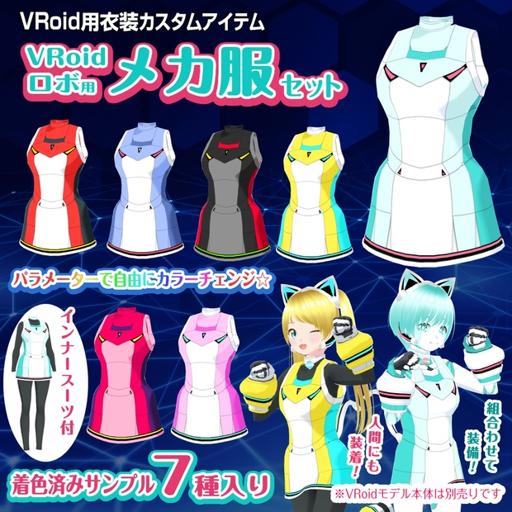 VRoid用衣装カスタムアイテム
VRoid
ロボ用
メカ服セット
パラメーターで自由にカラーチェンジ☆
インナースーツ付
人間にも
装着！
組合わせて
装備！
着色済みサンプル7種入り
※VRoidモデル本体は別売りです